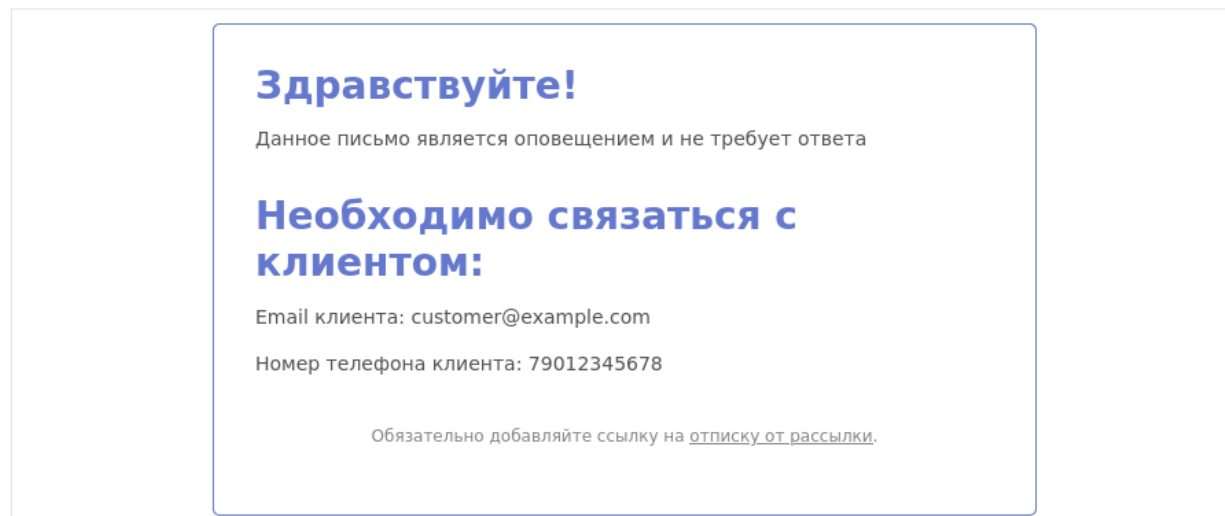 Здравствуйте!
Данное письмо является оповещением и не требует ответа
Необходимо связаться с
клиентом:
Email клиента: customer@example.com
Номер телефона клиента: 79012345678
Обязательно добавляйте ссылку на отписку от рассылки.